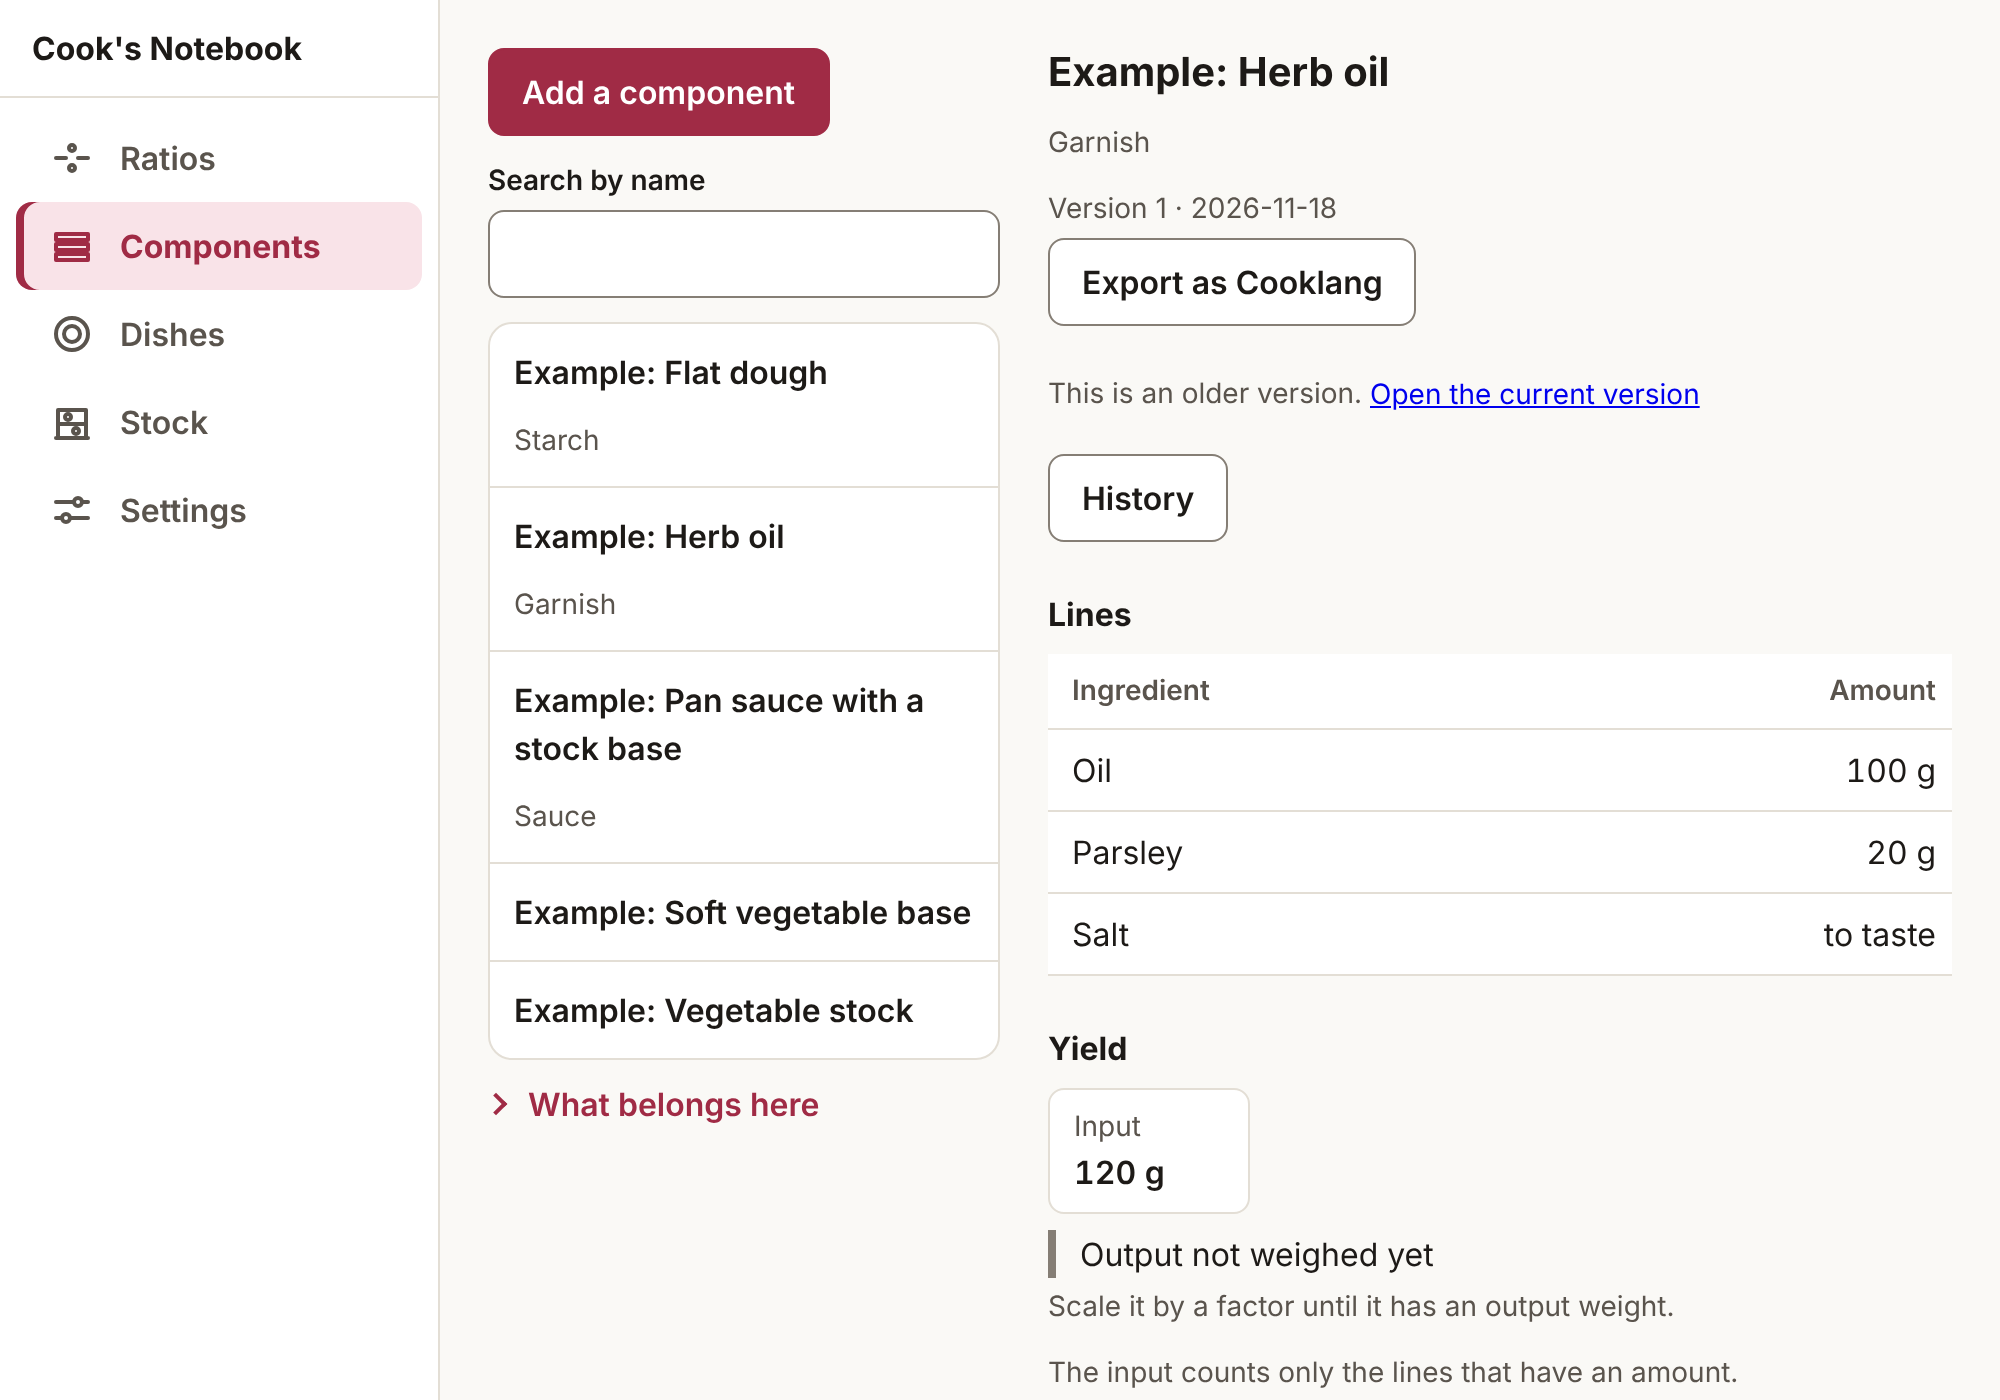 Cook's Notebook
Ratios
Components
Dishes
Stock
Settings
Add a component
Search by name
Example: Flat dough
Starch
Example: Herb oil
Garnish
Example: Pan sauce with a
stock base
Sauce
Example: Soft vegetable base
Example: Vegetable stock
What belongs here
Example: Herb oil
Garnish
Version 1 · 2026-11-18
Export as Cooklang
This is an older version. Open the current version
History
Lines
Ingredient Amount
Oil 100 g
Parsley 20 g
Salt to taste
Yield
Input
120 g
Output not weighed yet
Scale it by a factor until it has an output weight.
The input counts only the lines that have an amount.